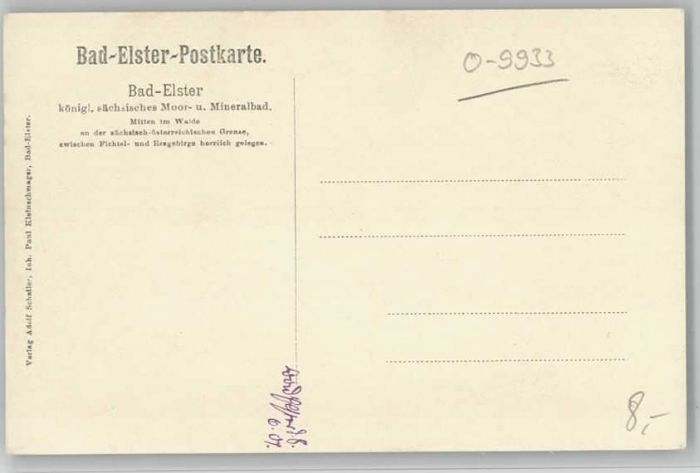 Bad-Elster-Postkarte.
Bad-Elster
königl. sächsisches Moor- u. Mineralbad.
Mitten im Walde
an der sächsisch-österreichischen Grenze,
zwischen Fichtel- und Erzgebirge herrlich gelegen.
Verlag Adolf Schatler, Inh. Paul Kleinschmager, Bad-Elster.
O-9933
8,-